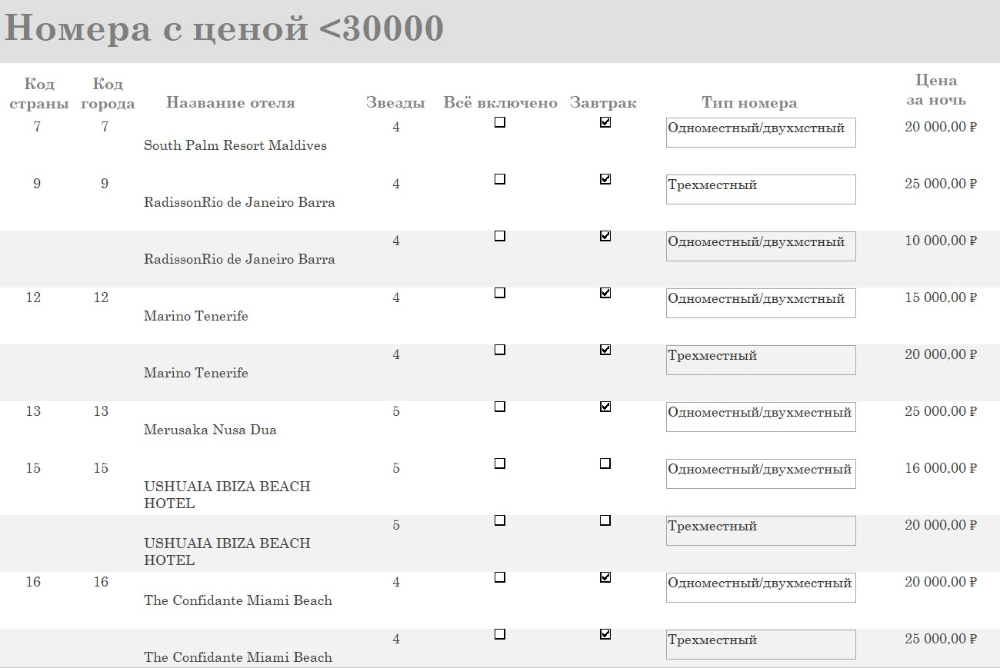 Номера с ценой <30000
Код страны Код города Название отеля Звезды Всё включено Завтрак Тип номера Цена за ночь
7 7 South Palm Resort Maldives 4 Одноместный/двухмстный 20 000,00 ₽
9 9 RadissonRio de Janeiro Barra 4 Трехместный 25 000,00 ₽
RadissonRio de Janeiro Barra 4 Одноместный/двухмстный 10 000,00 ₽
12 12 Marino Tenerife 4 Одноместный/двухмстный 15 000,00 ₽
Marino Tenerife 4 Трехместный 20 000,00 ₽
13 13 Merusaka Nusa Dua 5 Одноместный/двухместный 25 000,00 ₽
15 15 USHUAIA IBIZA BEACH HOTEL 5 Одноместный/двухместный 16 000,00 ₽
USHUAIA IBIZA BEACH HOTEL 5 Трехместный 20 000,00 ₽
16 16 The Confidante Miami Beach 4 Одноместный/двухместный 20 000,00 ₽
The Confidante Miami Beach 4 Трехместный 25 000,00 ₽